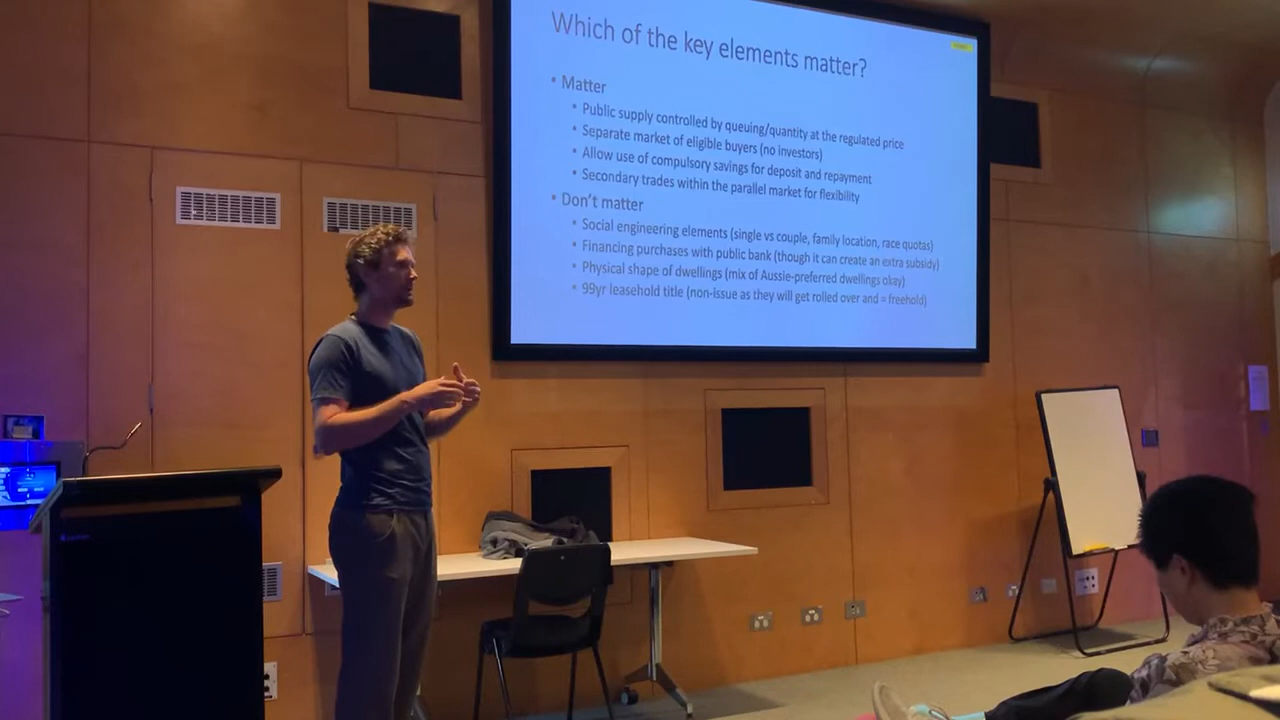 Which of the key elements matter?
• Matter
• Public supply controlled by queuing/quantity at the regulated price
• Separate market of eligible buyers (no investors)
• Allow use of compulsory savings for deposit and repayment
• Secondary trades within the parallel market for flexibility
• Don't matter
• Social engineering elements (single vs couple, family location, race quotas)
• Financing purchases with public bank (though it can create an extra subsidy)
• Physical shape of dwellings (mix of Aussie-preferred dwellings okay)
• 99yr leasehold title (non-issue as they will get rolled over and = freehold)